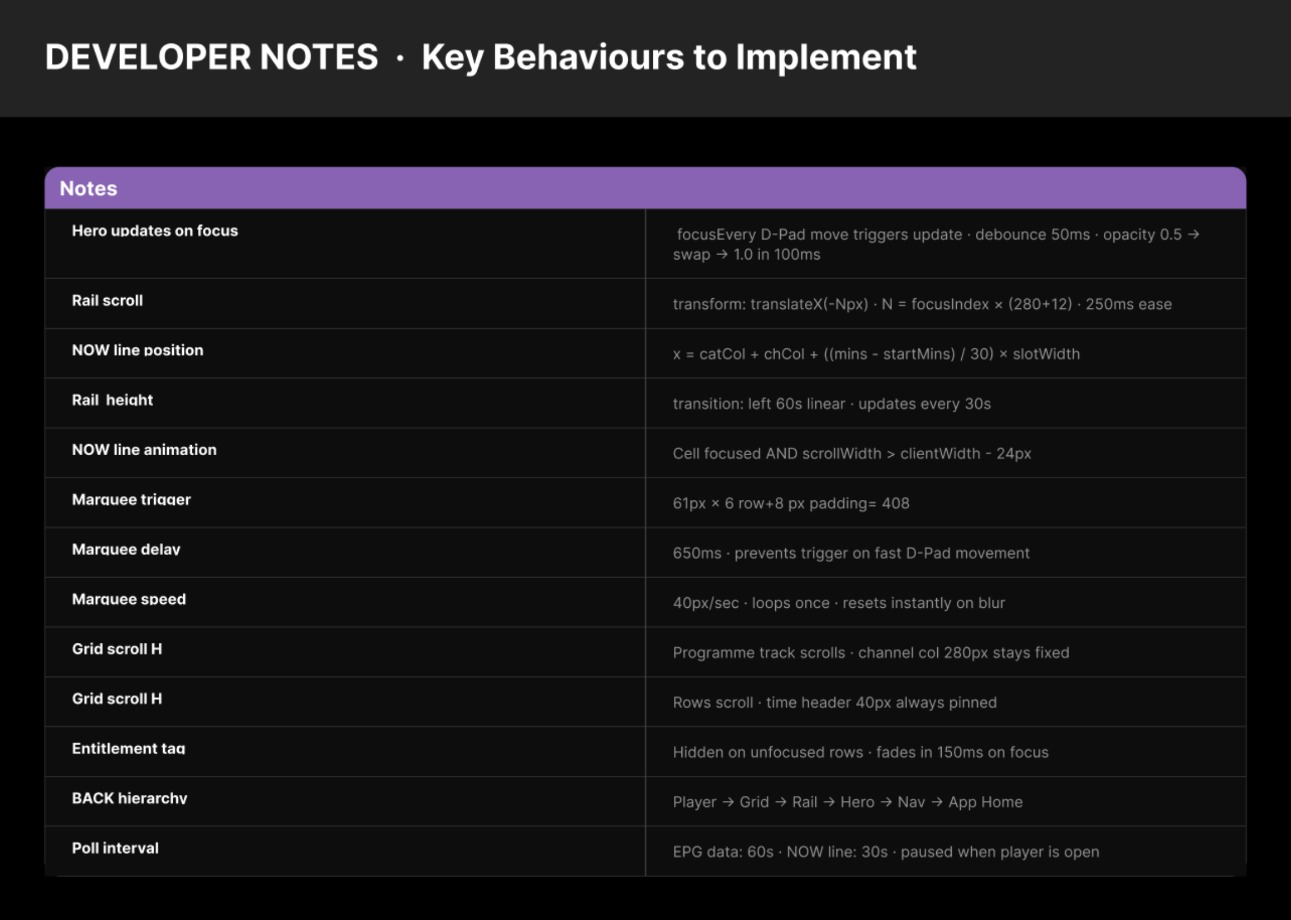 DEVELOPER NOTES · Key Behaviours to Implement
Notes
Hero updates on focus
focusEvery D-Pad move triggers update · debounce 50ms · opacity 0.5 →
swap → 1.0 in 100ms
Rail scroll
transform: translateX(-Npx) · N = focusIndex × (280+12) · 250ms ease
NOW line position
x = catCol + chCol + ((mins - startMins) / 30) × slotWidth
Rail height
transition: left 60s linear · updates every 30s
NOW line animation
Cell focused AND scrollWidth > clientWidth - 24px
Marquee trigger
61px × 6 row+8 px padding= 408
Marquee delay
650ms · prevents trigger on fast D-Pad movement
Marquee speed
40px/sec · loops once · resets instantly on blur
Grid scroll H
Programme track scrolls · channel col 280px stays fixed
Grid scroll H
Rows scroll · time header 40px always pinned
Entitlement tag
Hidden on unfocused rows · fades in 150ms on focus
BACK hierarchy
Player → Grid → Rail → Hero → Nav → App Home
Poll interval
EPG data: 60s · NOW line: 30s · paused when player is open